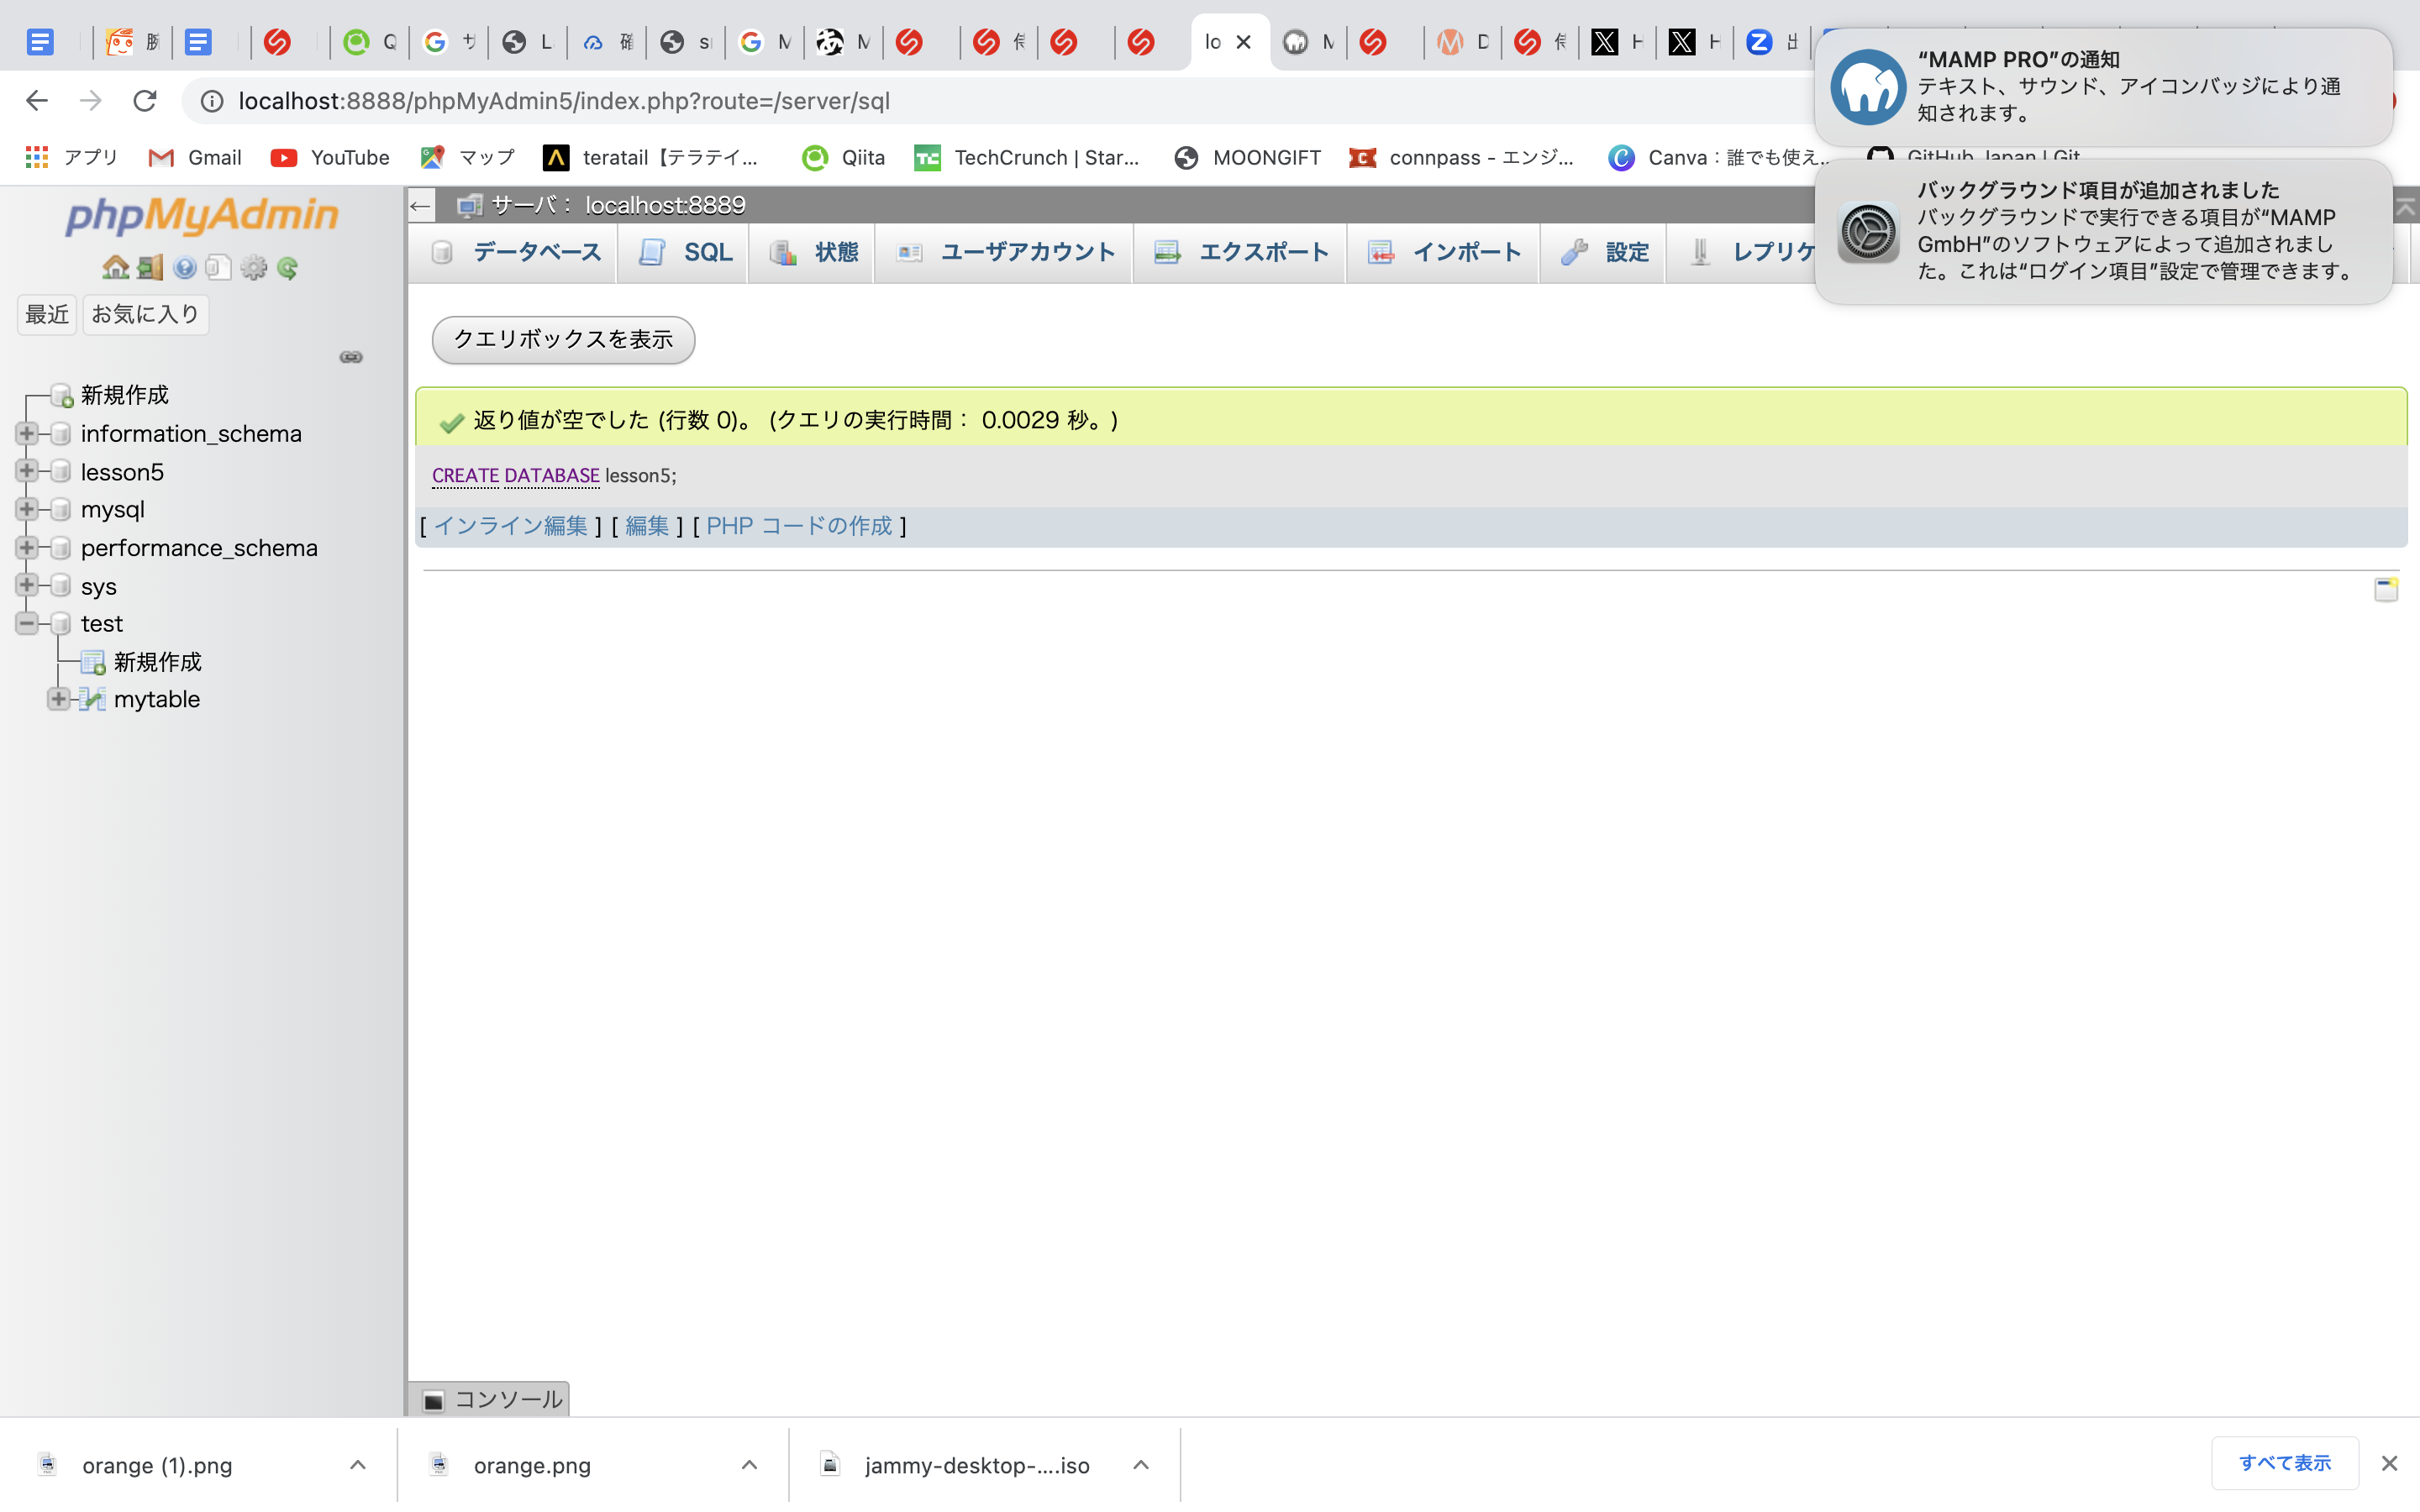 lo
localhost:8888/phpMyAdmin5/index.php?route=/server/sql
“MAMP PRO”の通知
テキスト、サウンド、アイコンバッジにより通
知されます。
アプリ
Gmail
YouTube
マップ
teratail【テラテイ...
Qiita
TechCrunch | Star...
MOONGIFT
connpass - エンジ...
Canva：誰でも使え...
GitHub Japan | Git
バックグラウンド項目が追加されました
バックグラウンドで実行できる項目が“MAMP
GmbH”のソフトウェアによって追加されまし
た。これは“ログイン項目”設定で管理できます。
phpMyAdmin
サーバ： localhost:8889
データベース
SQL
状態
ユーザアカウント
エクスポート
インポート
設定
レプリケ
最近
お気に入り
新規作成
information_schema
lesson5
mysql
performance_schema
sys
test
新規作成
mytable
クエリボックスを表示
返り値が空でした (行数 0)。 (クエリの実行時間： 0.0029 秒。)
CREATE DATABASE lesson5;
[ インライン編集 ] [ 編集 ] [ PHP コードの作成 ]
コンソール
orange (1).png
orange.png
jammy-desktop-....iso
すべて表示